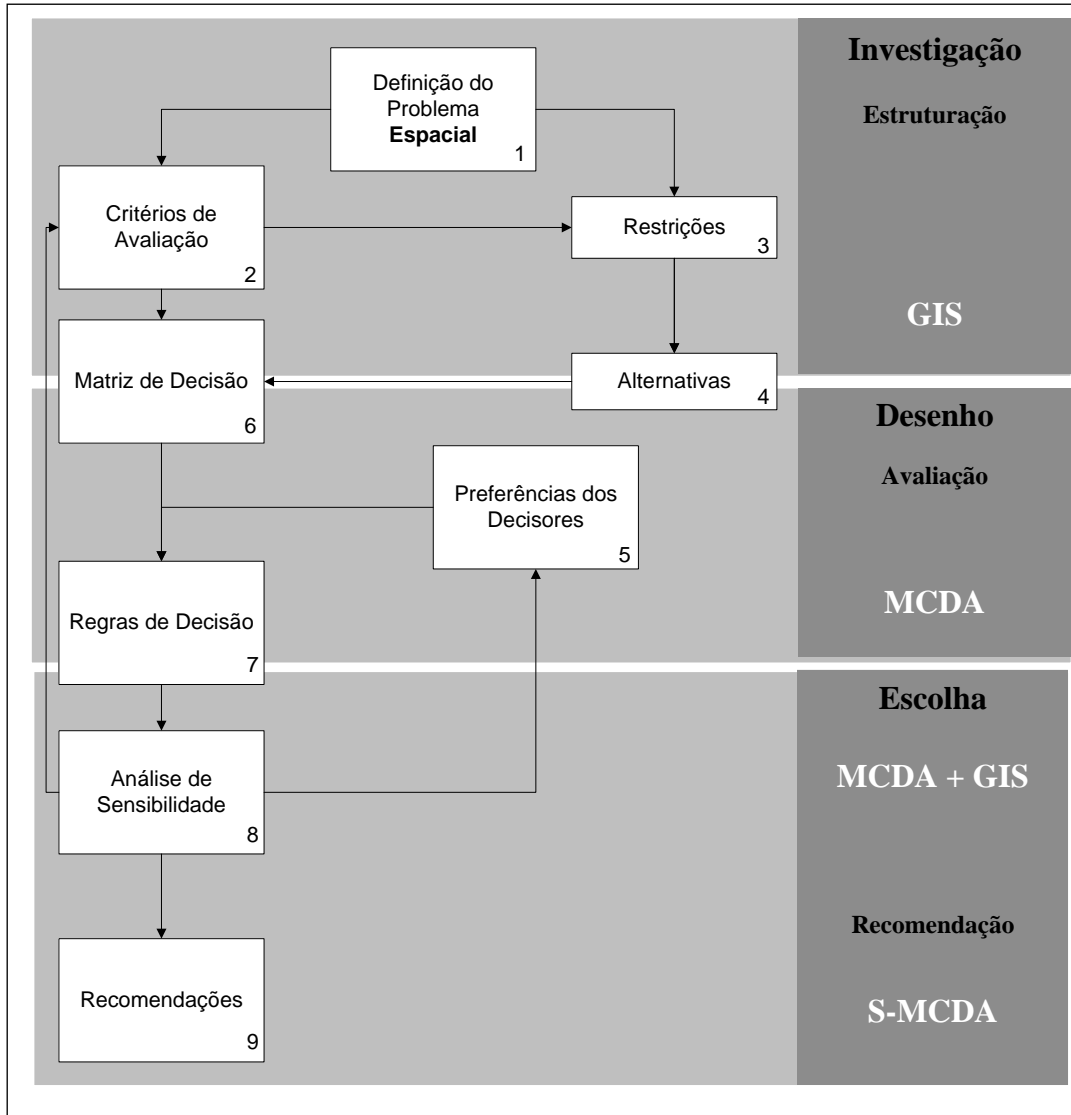 Definição do
Problema
Espacial
1
Critérios de
Avaliação
2
Restrições
3
Matriz de Decisão
6
Alternativas
4
Preferências dos
Decisores
5
Regras de Decisão
7
Análise de
Sensibilidade
8
Recomendações
9
Investigação
Estruturação
GIS
Desenho
Avaliação
MCDA
Escolha
MCDA + GIS
Recomendação
S-MCDA